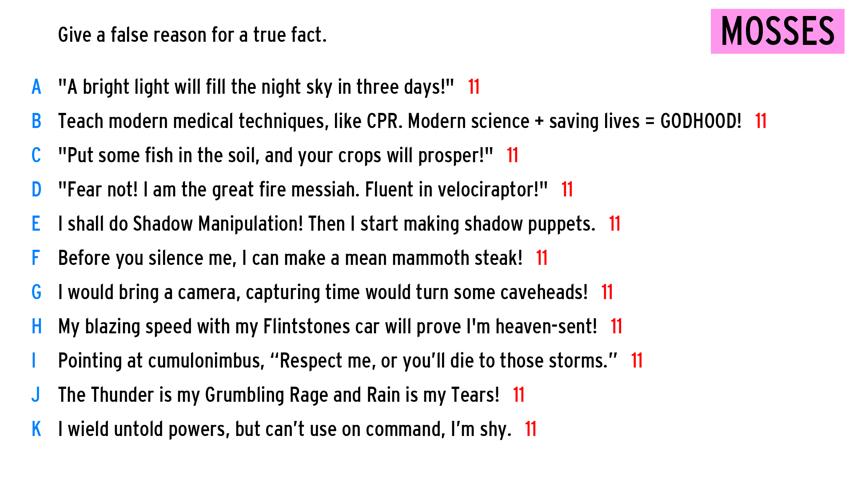 Give a false reason for a true fact.
MOSSES
A "A bright light will fill the night sky in three days!" 11
B Teach modern medical techniques, like CPR. Modern science + saving lives = GODHOOD! 11
C "Put some fish in the soil, and your crops will prosper!" 11
D "Fear not! I am the great fire messiah. Fluent in velociraptor!" 11
E I shall do Shadow Manipulation! Then I start making shadow puppets. 11
F Before you silence me, I can make a mean mammoth steak! 11
G I would bring a camera, capturing time would turn some caveheads! 11
H My blazing speed with my Flintstones car will prove I'm heaven-sent! 11
I Pointing at cumulonimbus, “Respect me, or you’ll die to those storms.” 11
J The Thunder is my Grumbling Rage and Rain is my Tears! 11
K I wield untold powers, but can’t use on command, I’m shy. 11